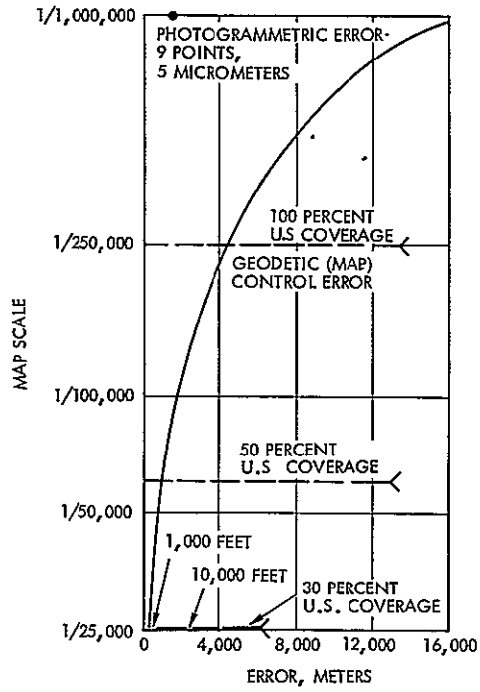 1/1,000,000
PHOTOGRAMMETRIC ERROR-
9 POINTS,
5 MICROMETERS
100 PERCENT
U.S COVERAGE
1/250,000
GEODETIC (MAP)
CONTROL ERROR
MAP SCALE
1/100,000
50 PERCENT
U.S COVERAGE
1/50,000
1,000 FEET
10,000 FEET
30 PERCENT
U.S. COVERAGE
1/25,000
0 4,000 8,000 12,000 16,000
ERROR, METERS